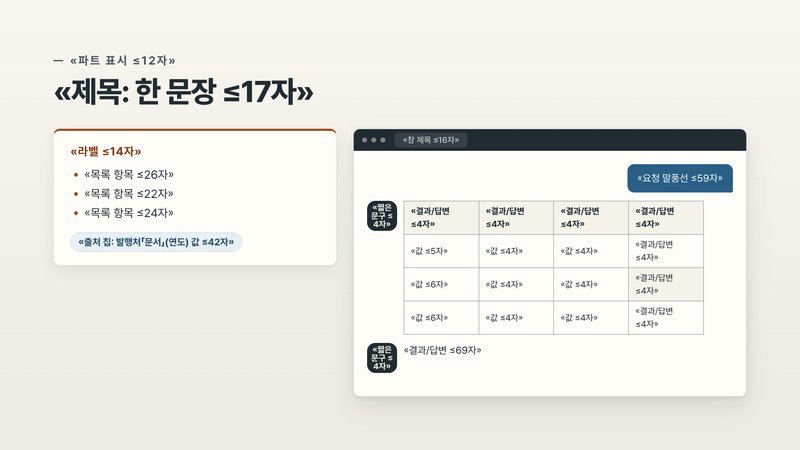 — «파트 표시 ≤12자»
«제목: 한 문장 ≤17자»
«라벨 ≤14자»
• «목록 항목 ≤26자»
• «목록 항목 ≤22자»
• «목록 항목 ≤24자»
«출처 칩: 발행처「문서」(연도) 값 ≤42자»
«창 제목 ≤16자»
«요청 말풍선 ≤59자»
«짧은
문구 ≤
4자»
«결과/답변 ≤4자» «결과/답변 ≤4자» «결과/답변 ≤4자» «결과/답변 ≤4자»
«값 ≤5자» «값 ≤4자» «값 ≤4자» «결과/답변 ≤4자»
«값 ≤6자» «값 ≤4자» «값 ≤4자» «결과/답변 ≤4자»
«값 ≤6자» «값 ≤4자» «값 ≤4자» «결과/답변 ≤4자»
«짧은
문구 ≤
4자»
«결과/답변 ≤69자»